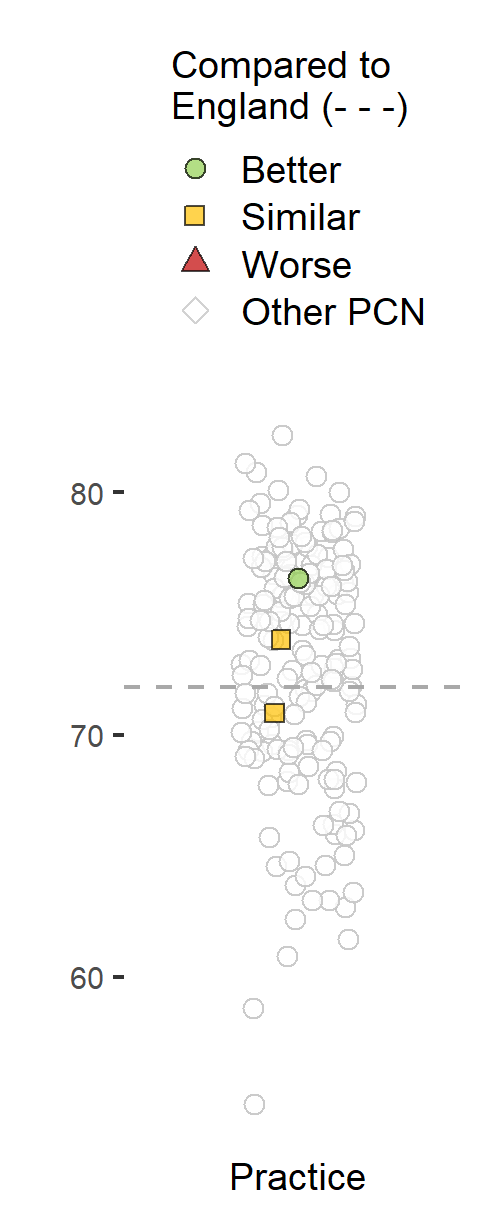 Compared to
England (- - -)
Better
Similar
Worse
Other PCN
80
70
60
Practice